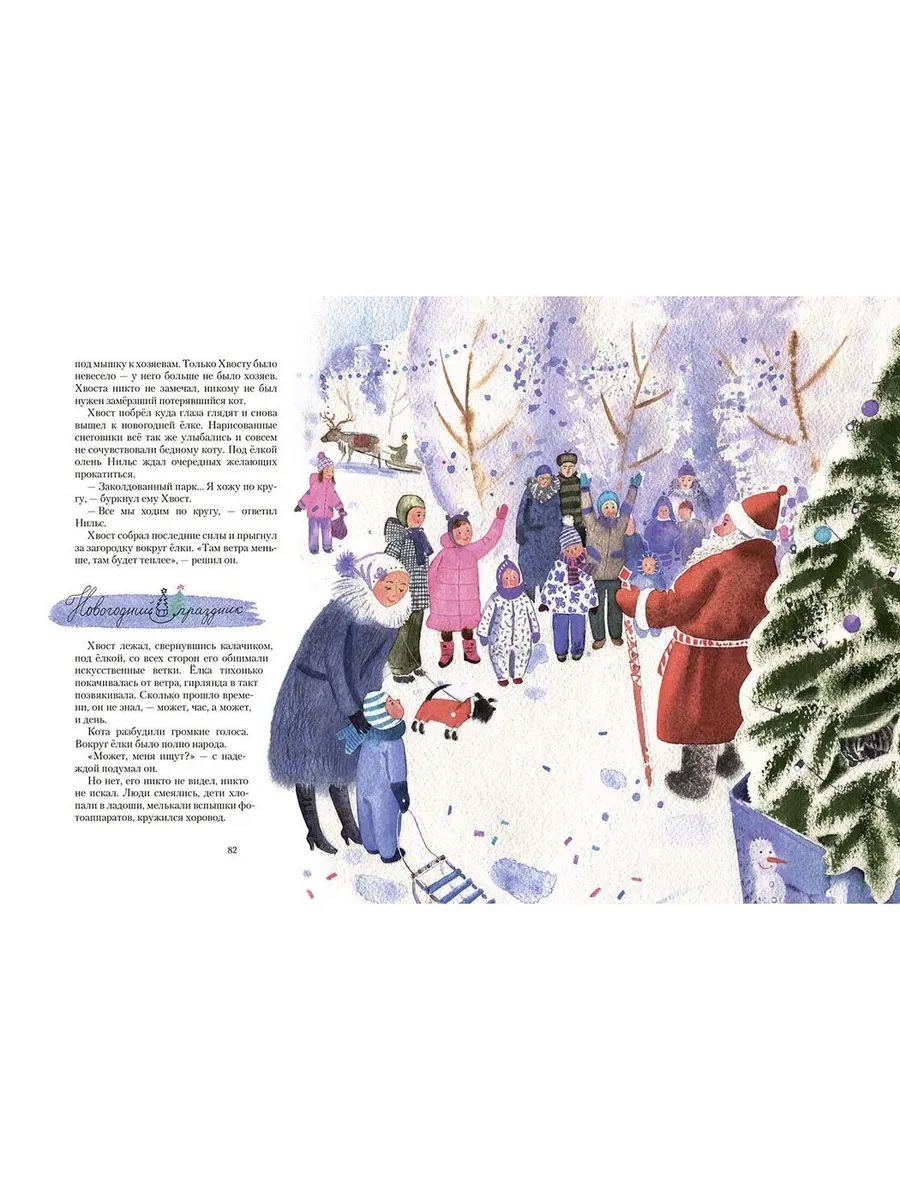 под мышку к хозяевам. Только Хвосту было
невесело — у него больше не было хозяев.
Хвоста никто не замечал, никому не был
нужен замёрзший потерявшийся кот.
Хвост побрёл куда глаза глядят и снова
вышел к новогодней ёлке. Нарисованные
снеговики всё так же улыбались и совсем
не сочувствовали бедному коту. Под ёлкой
олень Нильс ждал очередных желающих
прокатиться.
— Заколдованный парк... Я хожу по кру-
гу, — буркнул ему Хвост.
— Все мы ходим по кругу, — ответил
Нильс.
Хвост собрал последние силы и прыгнул
за загородку вокруг ёлки. «Там ветра мень-
ше, там будет теплее», — решил он.
Новогодний праздник
Хвост лежал, свернувшись калачиком,
под ёлкой, со всех сторон его обнимали
искусственные ветки. Ёлка тихонько
покачивалась от ветра, гирлянда в такт
позвякивала. Сколько прошло време-
ни, он не знал, — может, час, а может,
и день.
Кота разбудили громкие голоса.
Вокруг ёлки было полно народа.
«Может, меня ищут?» — с надеждой подумал он.
Но нет, его никто не видел, никто
не искал. Люди смеялись, дети хло-
пали в ладоши, мелькали вспышки фо-
тоаппаратов, кружился хоровод.
82